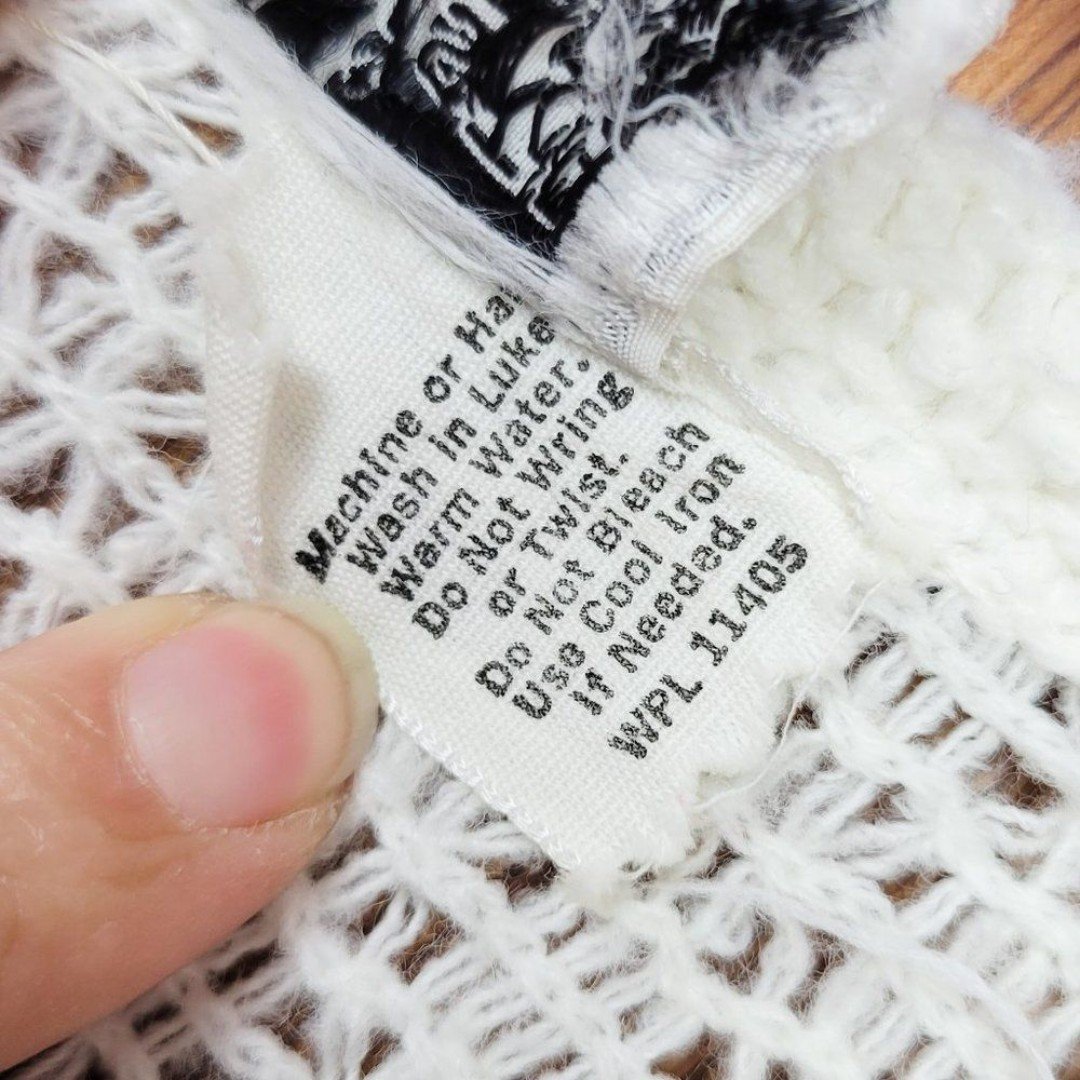 Machine or Ha
Wash in Luke
Warm Water.
Do Not Wring
or Twist.
Do Not Bleach
Use Cool Iron
If Needed.
WPL 11405